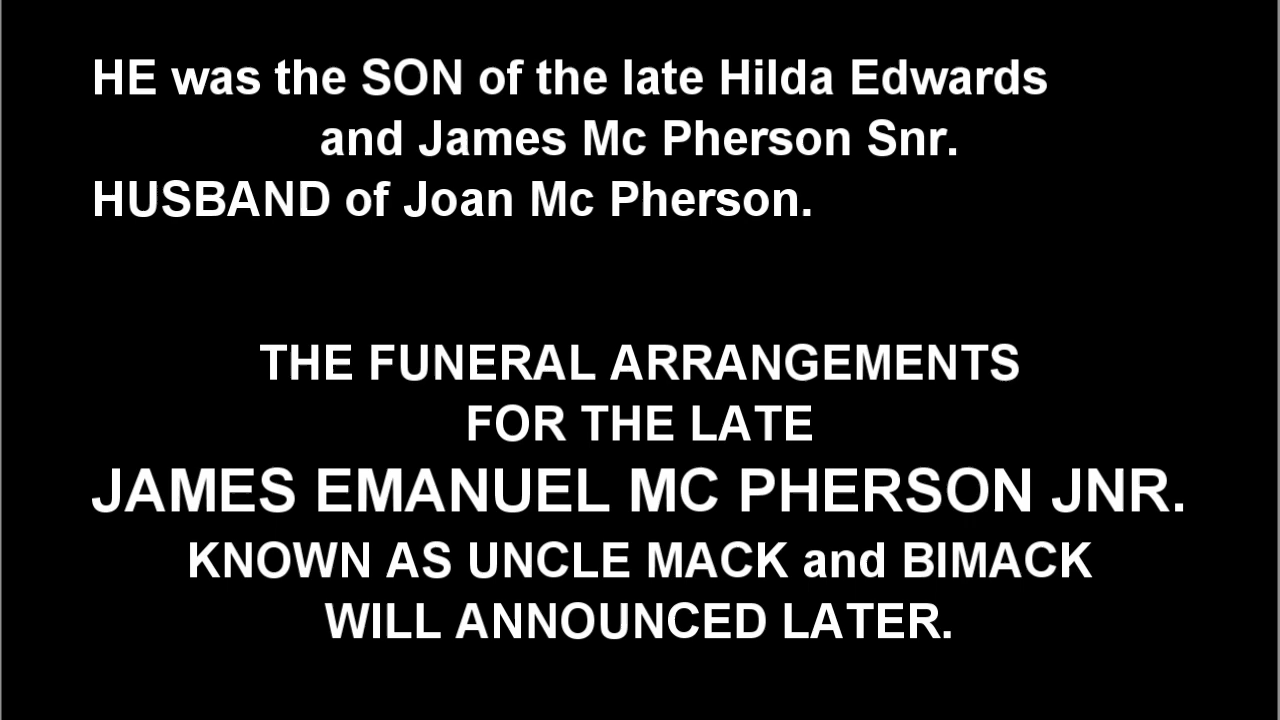 HE was the SON of the late Hilda Edwards
and James Mc Pherson Snr.
HUSBAND of Joan Mc Pherson.
THE FUNERAL ARRANGEMENTS
FOR THE LATE
JAMES EMANUEL MC PHERSON JNR.
KNOWN AS UNCLE MACK and BIMACK
WILL ANNOUNCED LATER.